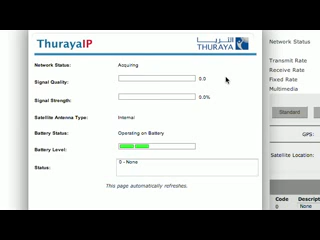 ThurayaIP
الثريا
THURAYA
Network Status: Acquiring
Signal Quality: 0.0
Signal Strength: 0.0%
Satellite Antenna Type: Internal
Battery Status: Operating on Battery
Battery Level:
Status: 0 - None
This page automatically refreshes.
Network Status
Transmit Rate
Receive Rate
Fixed Rate
Multimedia
Standard
GPS:
Satellite Location:
Code Description
0 None